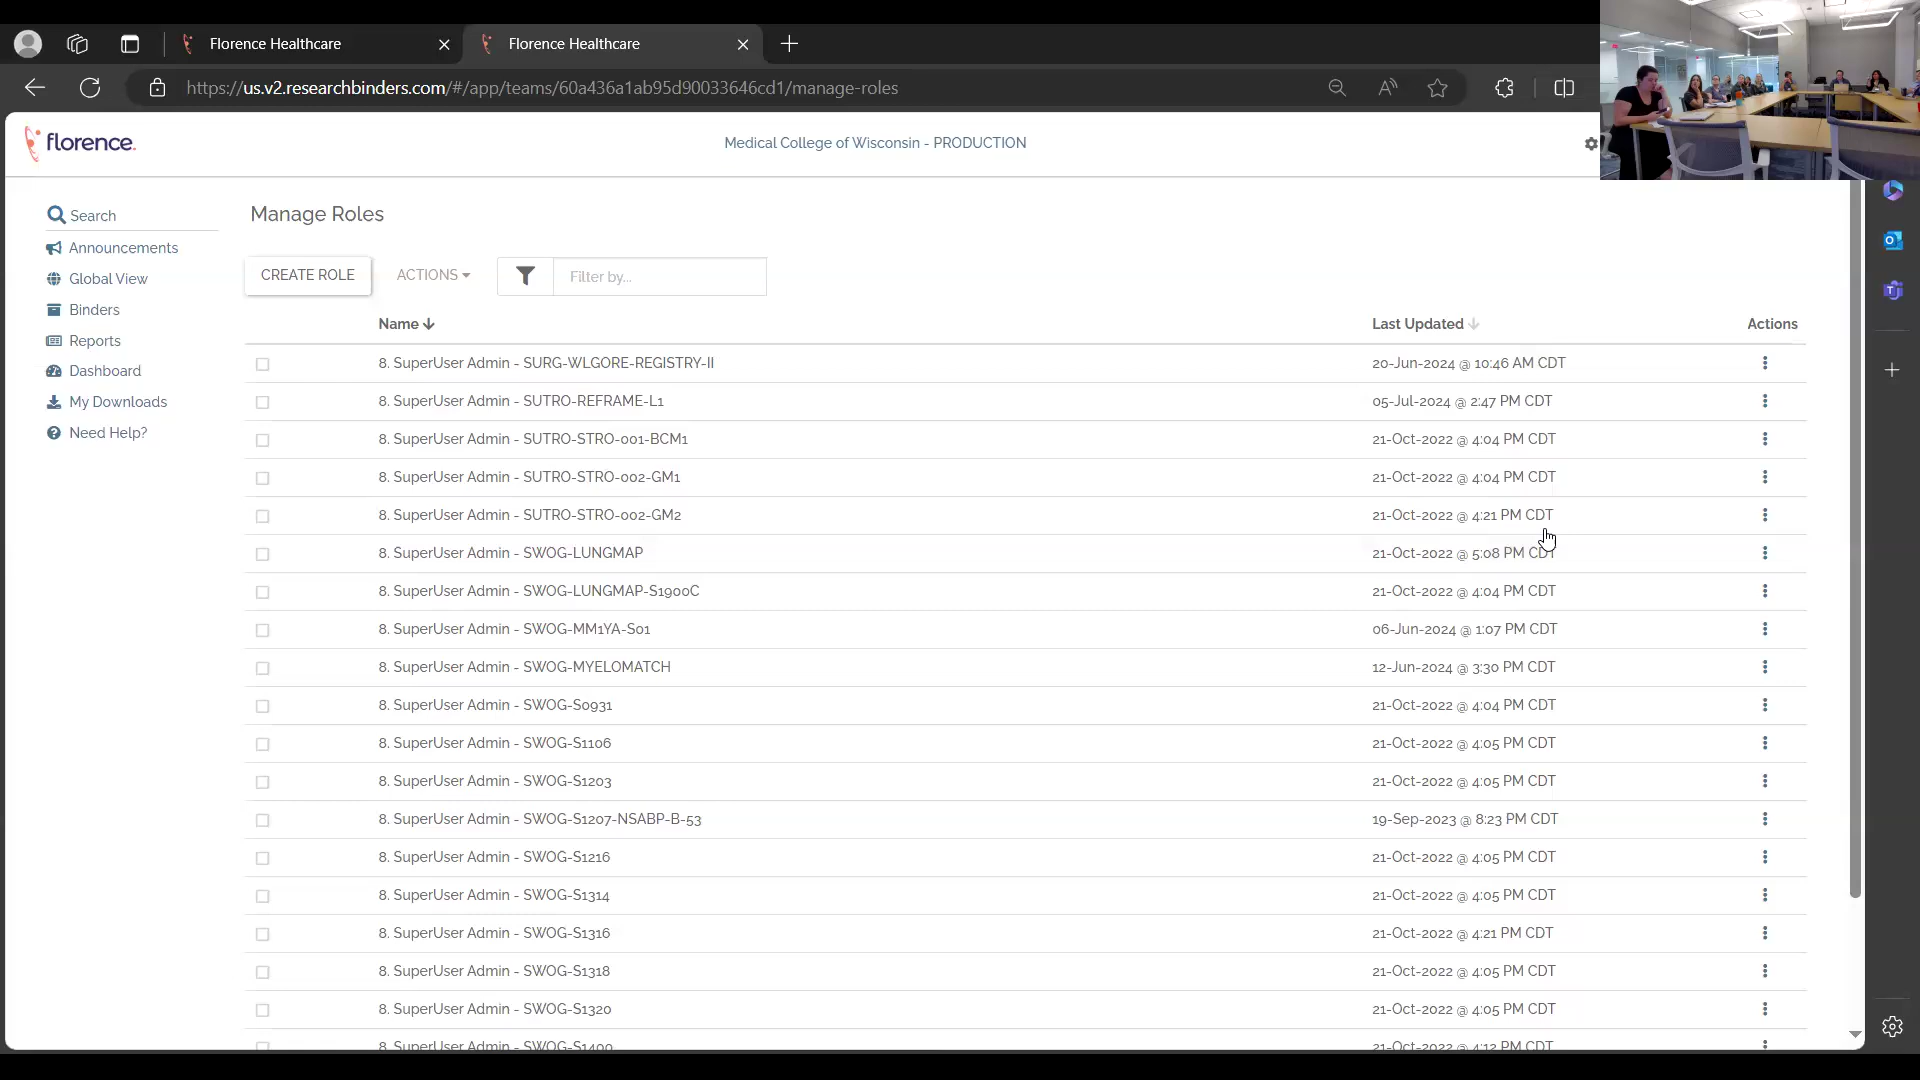 Florence Healthcare
Florence Healthcare
https://us.v2.researchbinders.com/#/app/teams/60a436a1ab95d90033646cd1/manage-roles
florence.
Medical College of Wisconsin - PRODUCTION
Search
Announcements
Global View
Binders
Reports
Dashboard
My Downloads
Need Help?
Manage Roles
CREATE ROLE
ACTIONS
Filter by...
Name Last Updated Actions
8. SuperUser Admin - SURG-WLGORE-REGISTRY-II 20-Jun-2024 @ 10:46 AM CDT
8. SuperUser Admin - SUTRO-REFRAME-L1 05-Jul-2024 @ 2:47 PM CDT
8. SuperUser Admin - SUTRO-STRO-001-BCM1 21-Oct-2022 @ 4:04 PM CDT
8. SuperUser Admin - SUTRO-STRO-002-GM1 21-Oct-2022 @ 4:04 PM CDT
8. SuperUser Admin - SUTRO-STRO-002-GM2 21-Oct-2022 @ 4:21 PM CDT
8. SuperUser Admin - SWOG-LUNGMAP 21-Oct-2022 @ 5:08 PM CDT
8. SuperUser Admin - SWOG-LUNGMAP-S1900C 21-Oct-2022 @ 4:04 PM CDT
8. SuperUser Admin - SWOG-MM1YA-S01 06-Jun-2024 @ 1:07 PM CDT
8. SuperUser Admin - SWOG-MYELOMATCH 12-Jun-2024 @ 3:30 PM CDT
8. SuperUser Admin - SWOG-S0931 21-Oct-2022 @ 4:04 PM CDT
8. SuperUser Admin - SWOG-S1106 21-Oct-2022 @ 4:05 PM CDT
8. SuperUser Admin - SWOG-S1203 21-Oct-2022 @ 4:05 PM CDT
8. SuperUser Admin - SWOG-S1207-NSABP-B-53 19-Sep-2023 @ 8:23 PM CDT
8. SuperUser Admin - SWOG-S1216 21-Oct-2022 @ 4:05 PM CDT
8. SuperUser Admin - SWOG-S1314 21-Oct-2022 @ 4:05 PM CDT
8. SuperUser Admin - SWOG-S1316 21-Oct-2022 @ 4:21 PM CDT
8. SuperUser Admin - SWOG-S1318 21-Oct-2022 @ 4:05 PM CDT
8. SuperUser Admin - SWOG-S1320 21-Oct-2022 @ 4:05 PM CDT
8. SuperUser Admin - SWOG-S1400 21-Oct-2022 @ 4:12 PM CDT